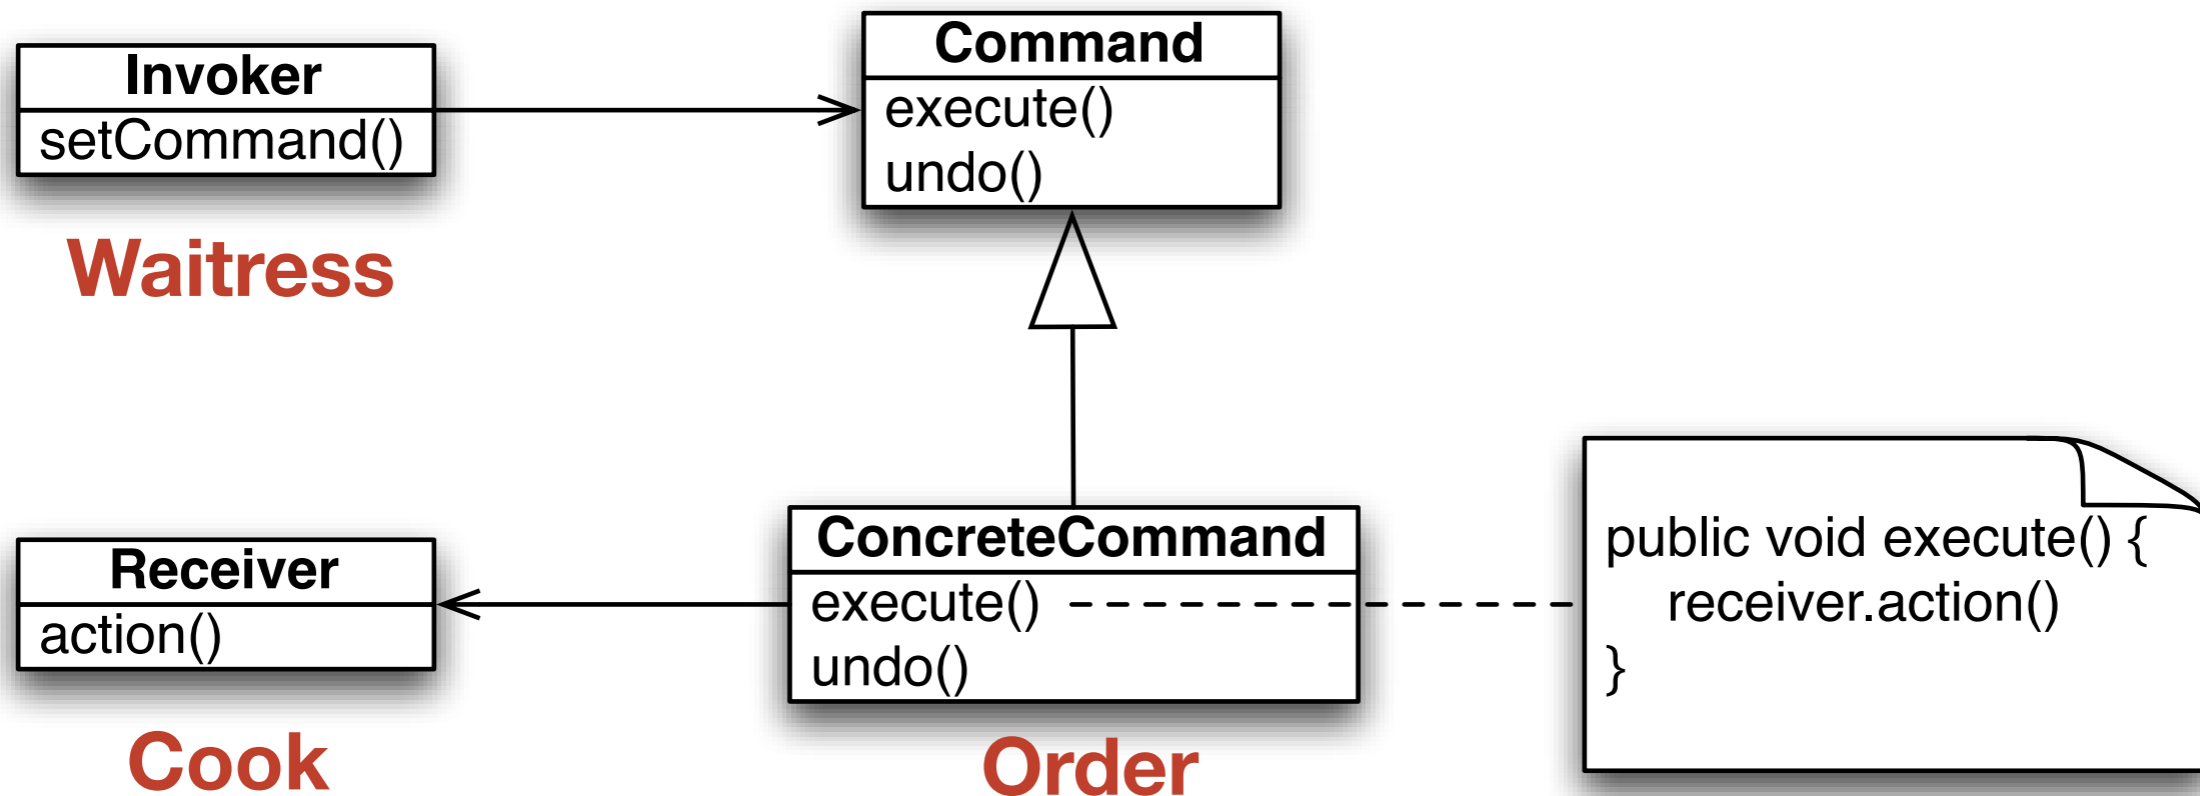 Invoker
setCommand()
Waitress
Command
execute()
undo()
Receiver
action()
Cook
ConcreteCommand
execute()
undo()
Order
public void execute() {
receiver.action()
}